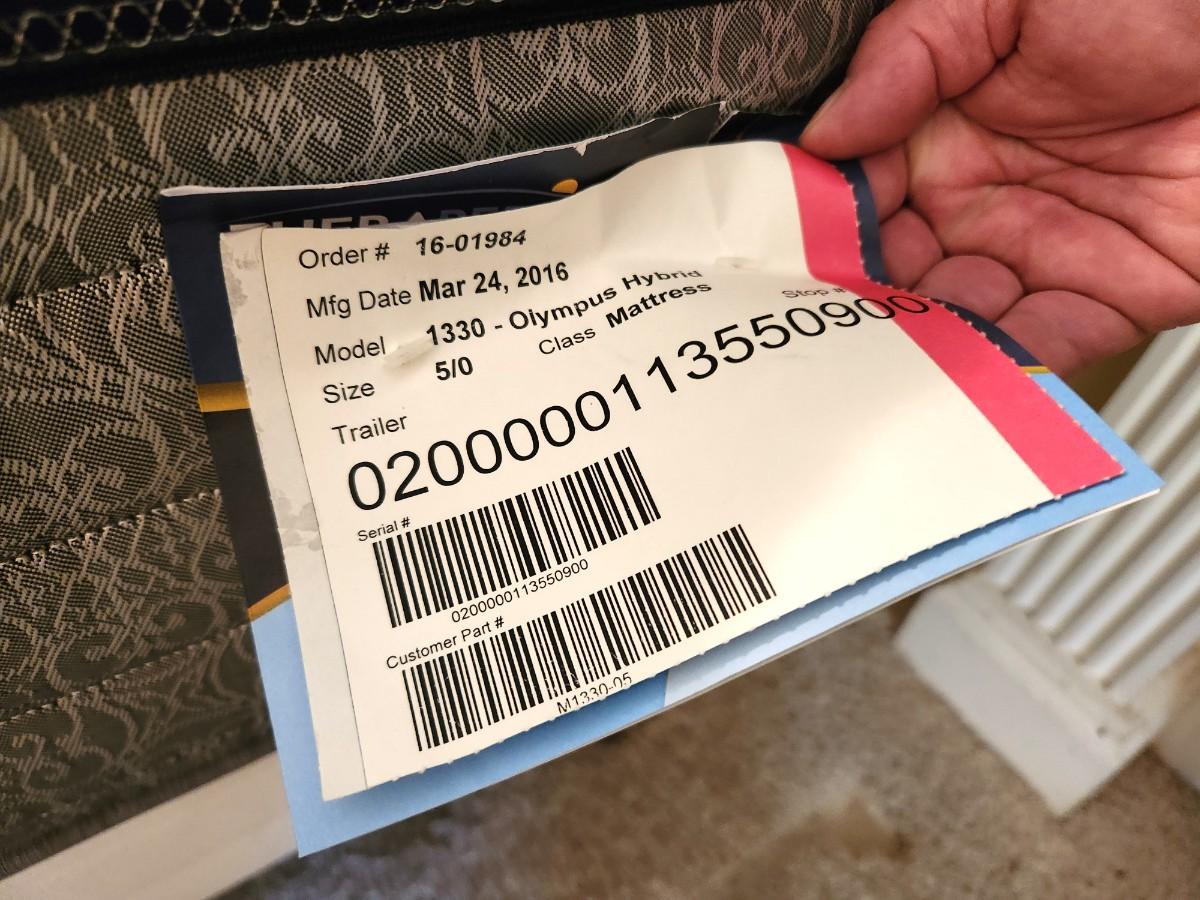 Order # 16-01984
Mfg Date Mar 24, 2016
Model 1330 - Olympus Hybrid
Size 5/0 Class Mattress
Trailer Stop #
0200000113550900
Serial #
0200000113550900
Customer Part #
M1330-05